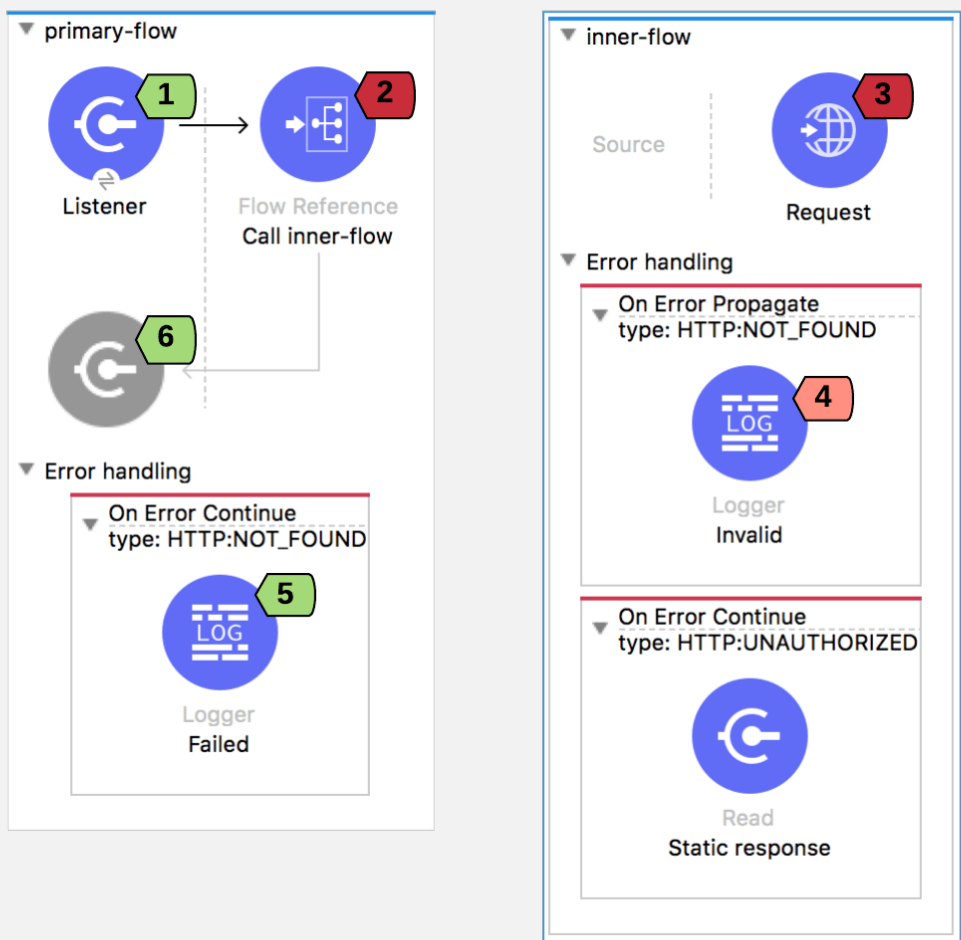 primary-flow
1
2
Listener
Flow Reference
Call inner-flow
6
Error handling
On Error Continue
type: HTTP:NOT_FOUND
5
LOG
Logger
Failed
inner-flow
3
Source
Request
Error handling
On Error Propagate
type: HTTP:NOT_FOUND
4
LOG
Logger
Invalid
On Error Continue
type: HTTP:UNAUTHORIZED
Read
Static response